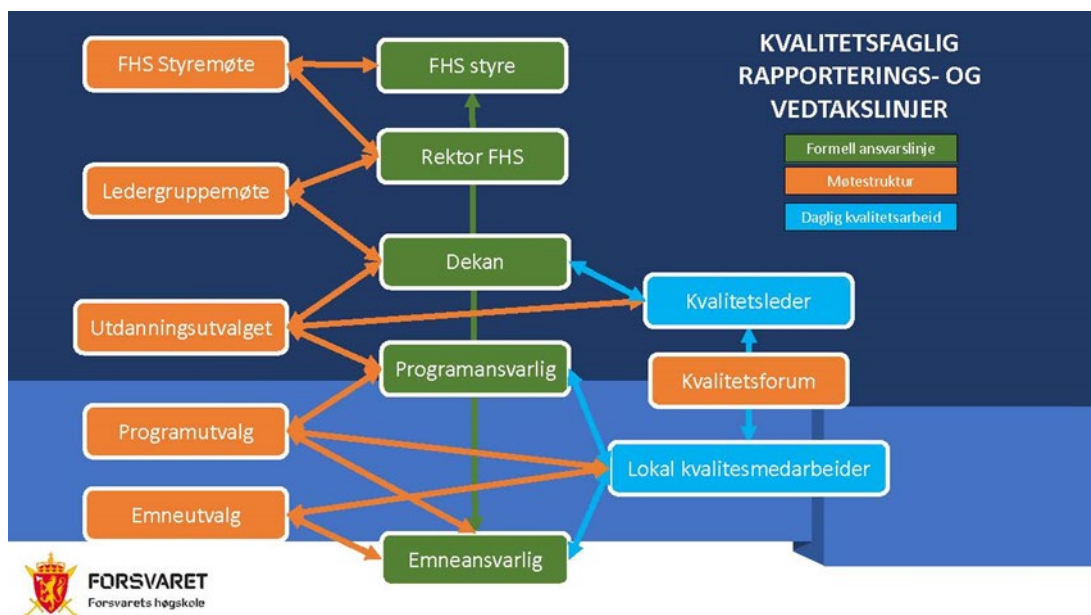 KVALITETSFAGLIG
RAPPORTERINGS- OG
VEDTAKSLINJER
Formell ansvarslinje
Møtestruktur
Daglig kvalitetsarbeid
FHS Styremøte
FHS styre
Rektor FHS
Ledergruppemøte
Dekan
Kvalitetsleder
Utdanningsutvalget
Programansvarlig
Kvalitetsforum
Programutvalg
Lokal kvalitesmedarbeider
Emneutvalg
Emneansvarlig
FORSVARET
Forsvarets høgskole